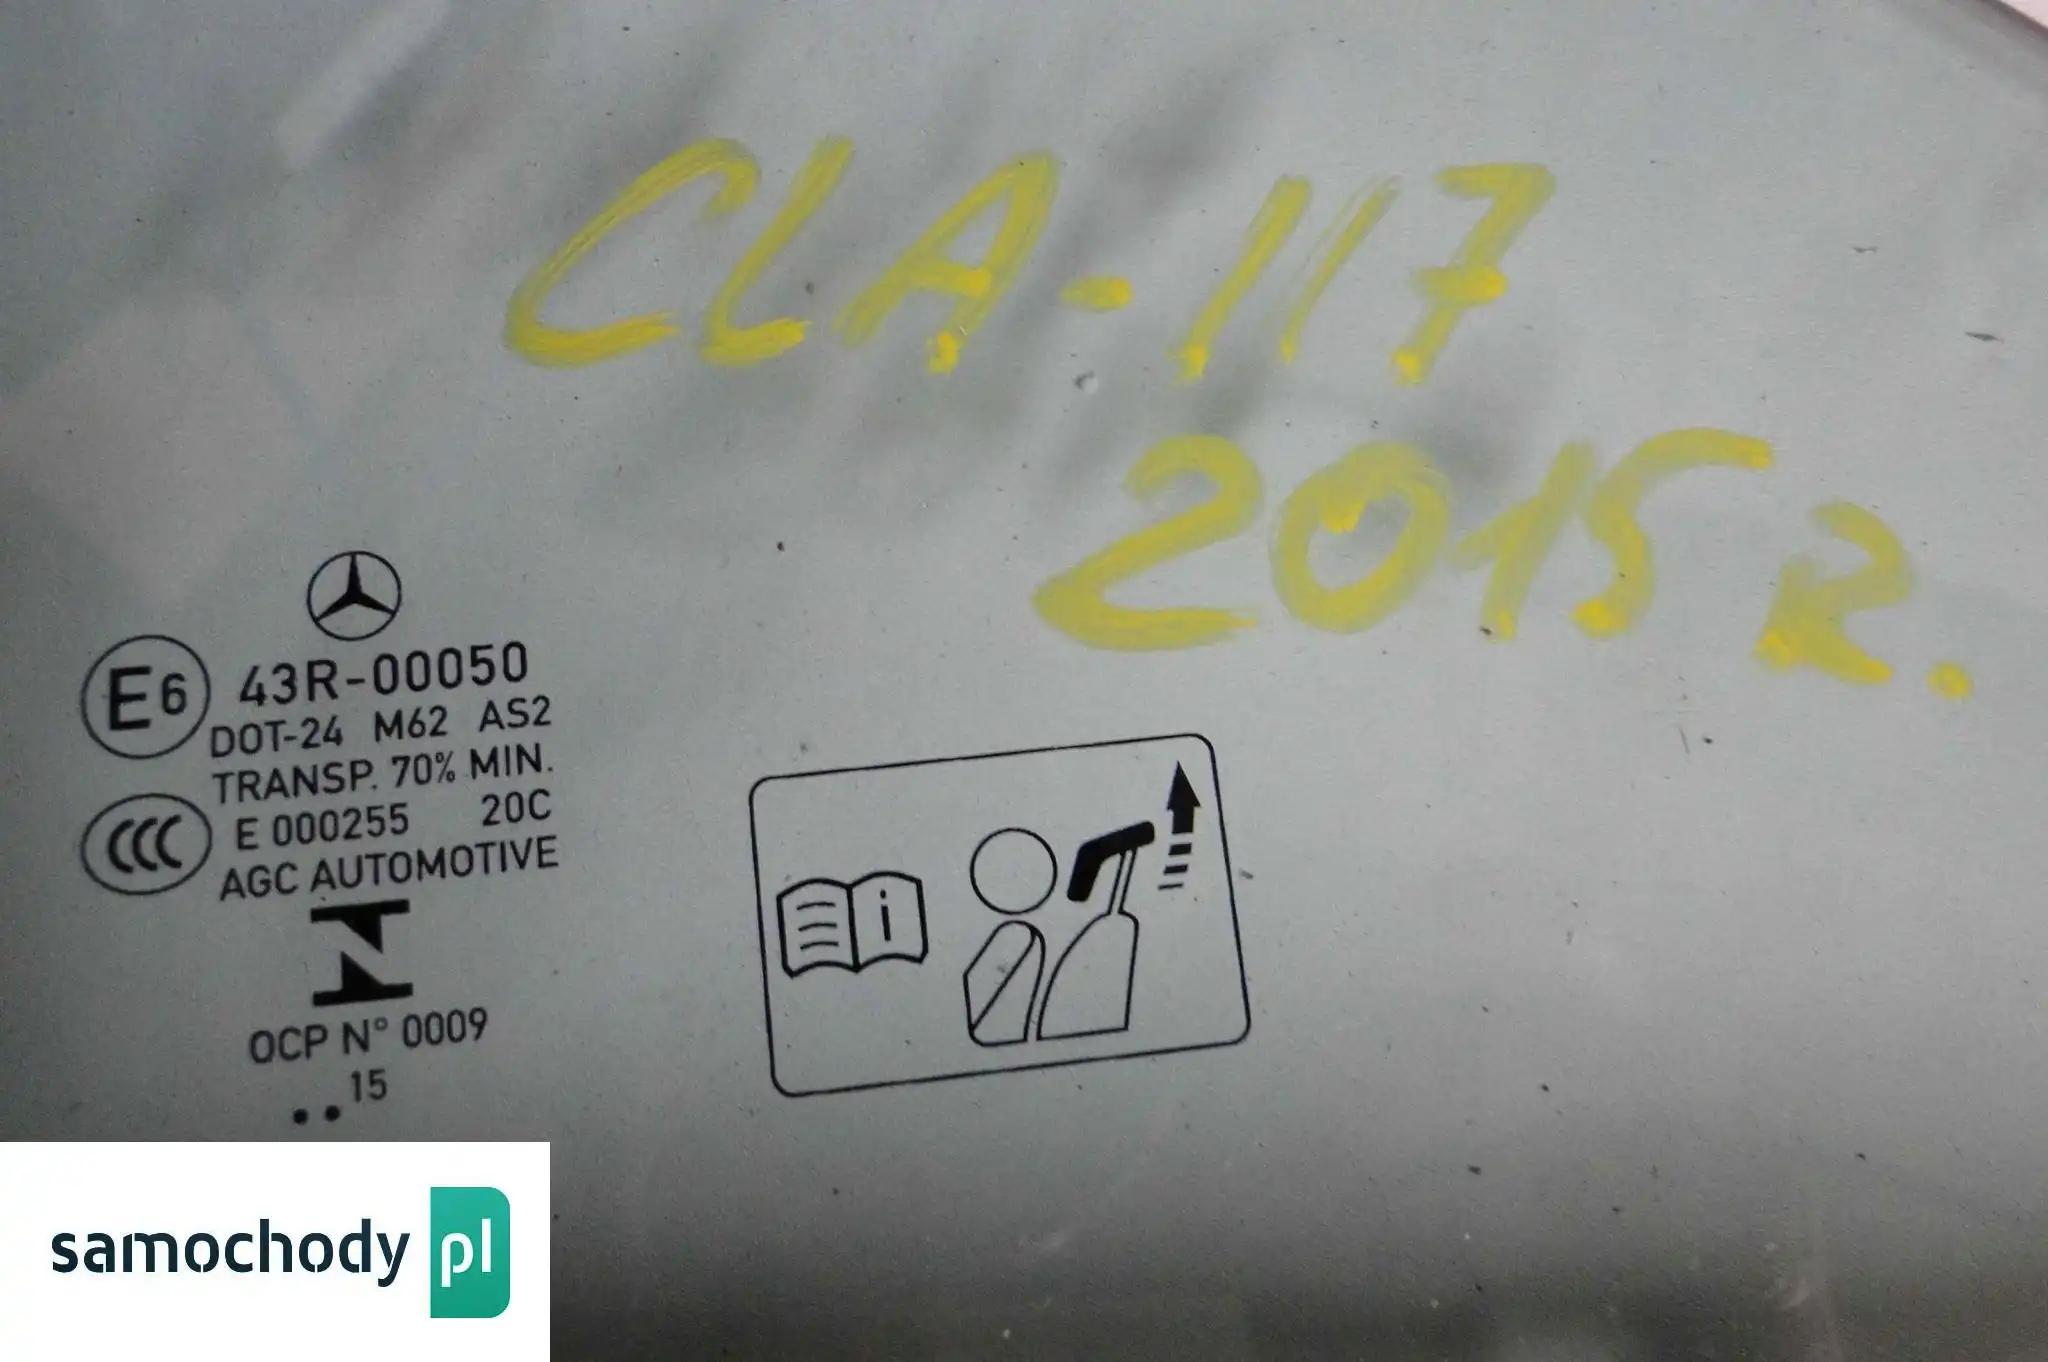 CLA-117
2015 R.
E6 43R-00050
DOT-24 M62 AS2
TRANSP. 70% MIN.
CCC E 000255 20C
AGC AUTOMOTIVE
OCP N° 0009
.. 15
i
samochody pl